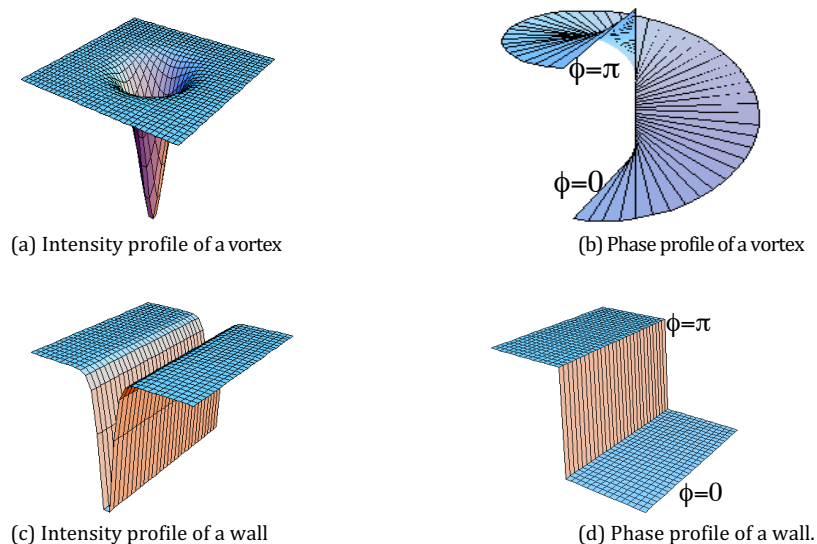 ϕ=π
ϕ=0
(a) Intensity profile of a vortex
(b) Phase profile of a vortex
ϕ=π
ϕ=0
(c) Intensity profile of a wall
(d) Phase profile of a wall.